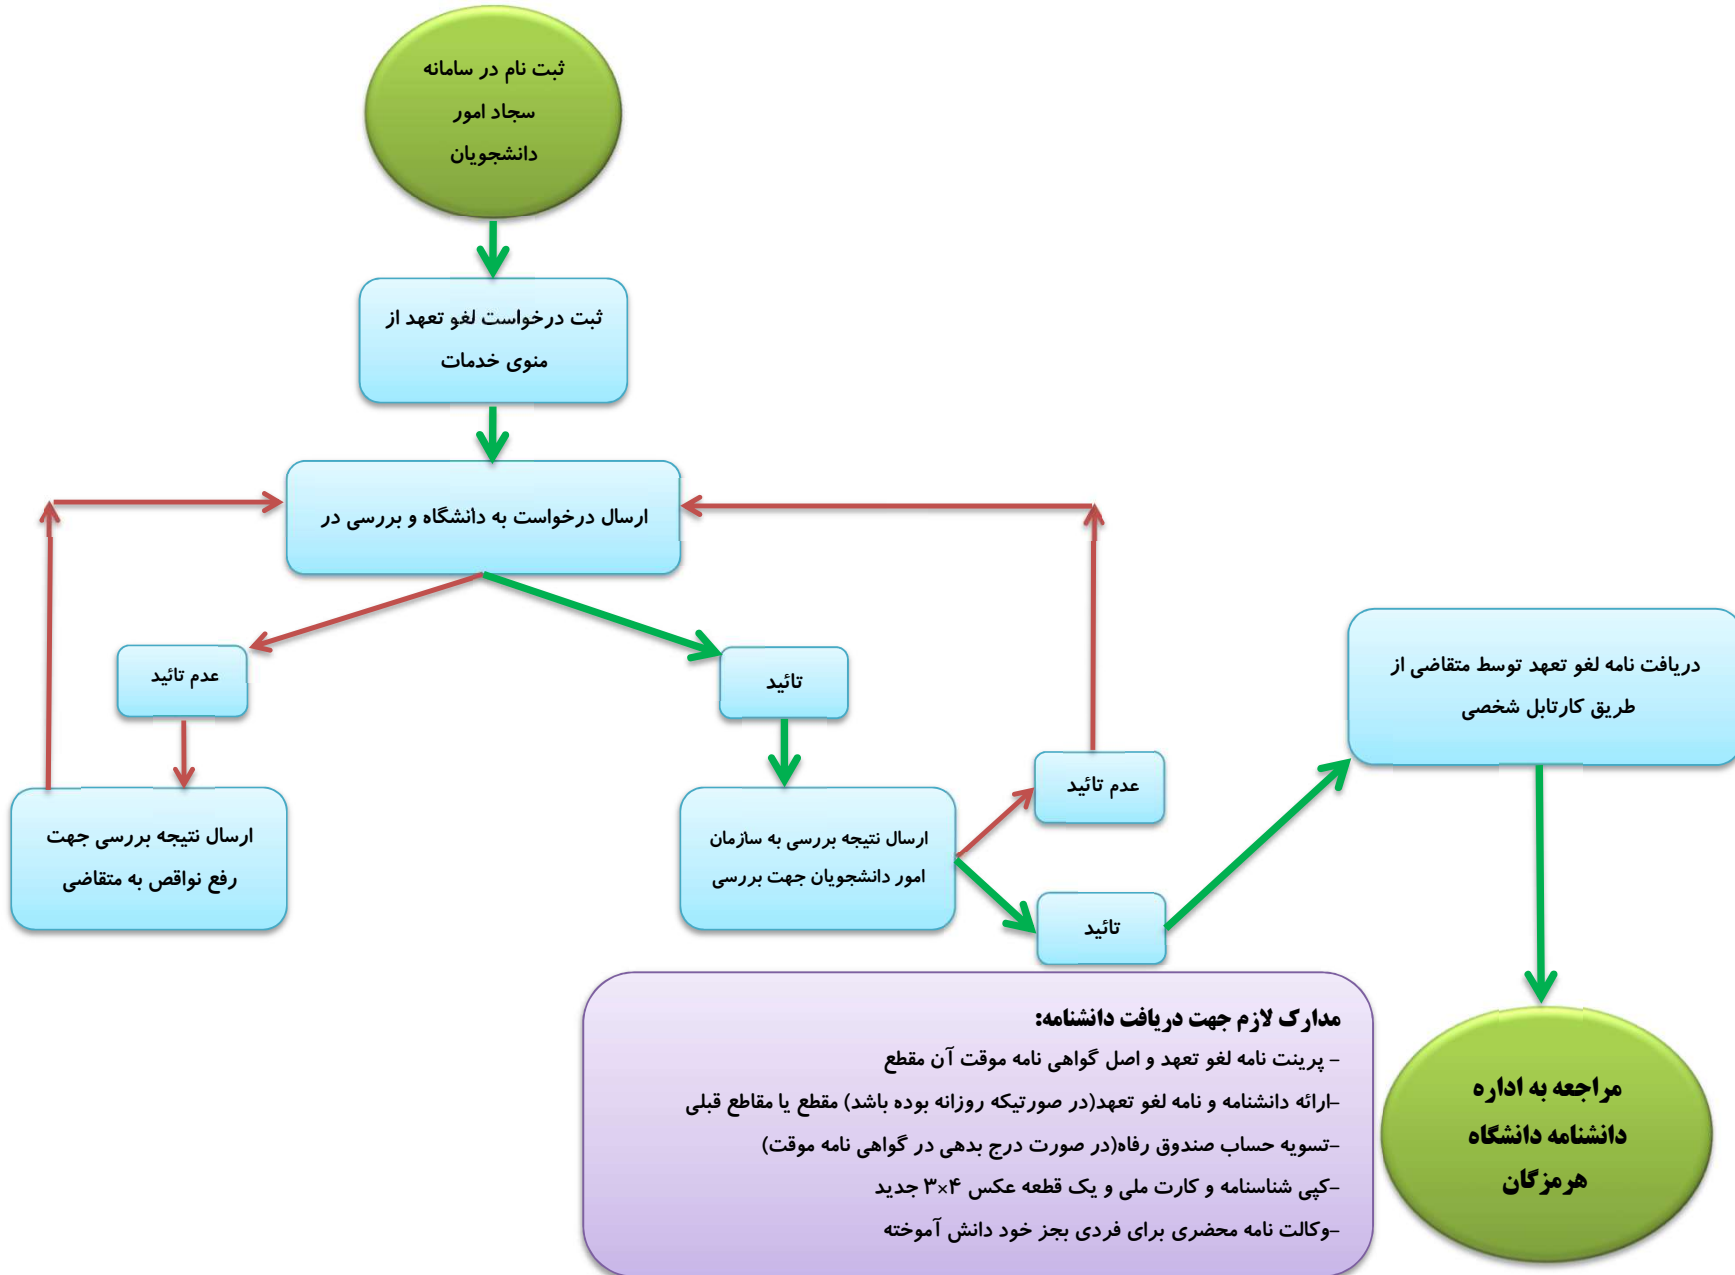 ثبت نام در سامانه
سجاد امور
دانشجویان
ثبت درخواست لغو تعهد از
منوی خدمات
ارسال درخواست به دانشگاه و بررسی در
عدم تائید
تائید
ارسال نتیجه بررسی جهت
رفع نواقص به متقاضی
ارسال نتیجه بررسی به سازمان
امور دانشجویان جهت بررسی
عدم تائید
تائید
دریافت نامه لغو تعهد توسط متقاضی از
طریق کارتابل شخصی
مراجعه به اداره
دانشنامه دانشگاه
هرمزگان
مدارک لازم جهت دریافت دانشنامه:
- پرینت نامه لغو تعهد و اصل گواهی نامه موقت آن مقطع
-ارائه دانشنامه و نامه لغو تعهد(در صورتیکه روزانه بوده باشد) مقطع یا مقاطع قبلی
-تسویه حساب صندوق رفاه(در صورت درج بدهی در گواهی نامه موقت)
-کپی شناسنامه و کارت ملی و یک قطعه عکس ۴×۳ جدید
-وکالت نامه محضری برای فردی بجز خود دانش آموخته